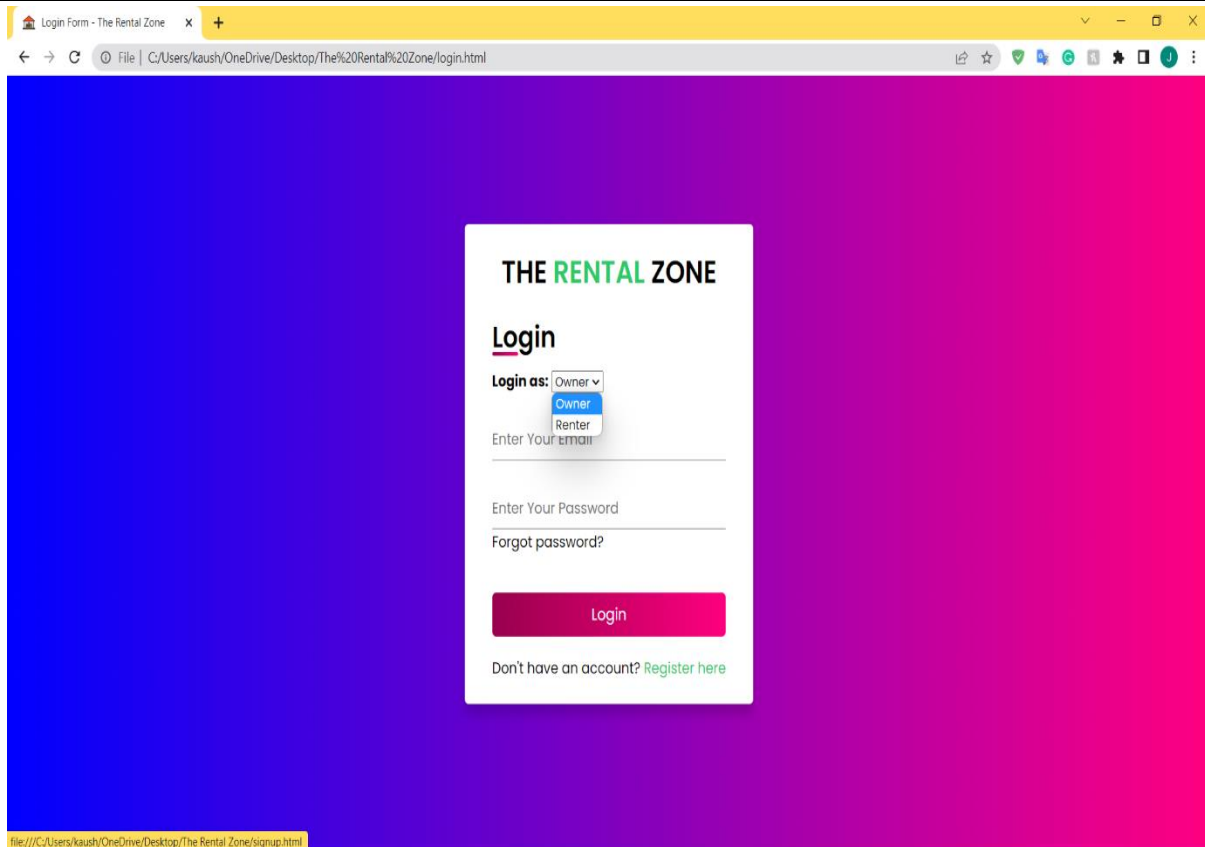 Login Form - The Rental Zone
File | C:/Users/kaush/OneDrive/Desktop/The%20Rental%20Zone/login.html
J
THE RENTAL ZONE
Login
Login as: Owner
Owner
Renter
Enter Your Email
Enter Your Password
Forgot password?
Login
Don't have an account? Register here
file:///C:/Users/kaush/OneDrive/Desktop/The Rental Zone/signup.html